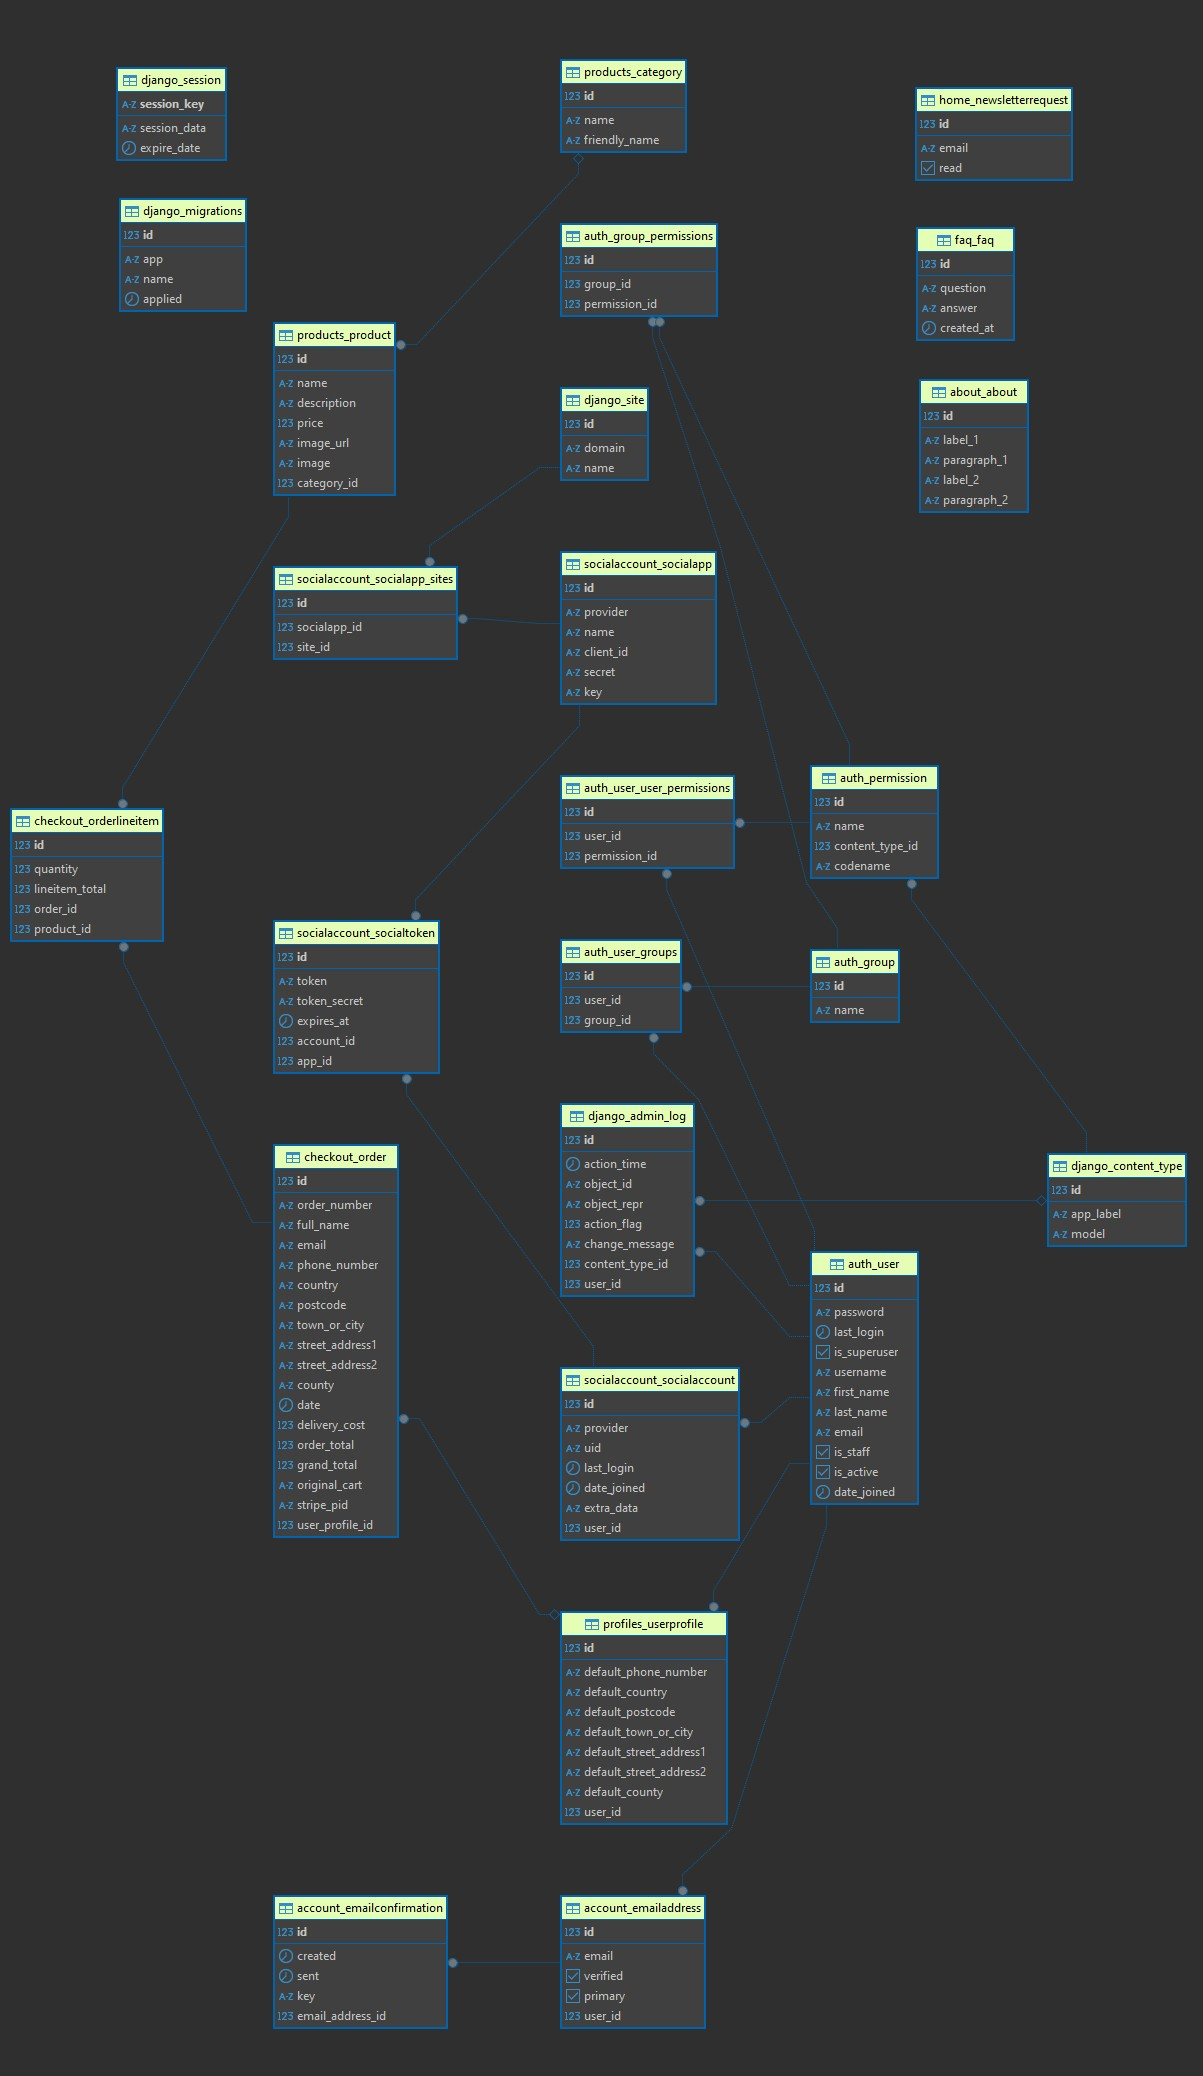 django_session
A-Z session_key
A-Z session_data
expire_date
django_migrations
123 id
A-Z app
A-Z name
applied
products_category
123 id
A-Z name
A-Z friendly_name
home_newsletterrequest
123 id
A-Z email
read
auth_group_permissions
123 id
123 group_id
123 permission_id
faq_faq
123 id
A-Z question
A-Z answer
created_at
products_product
123 id
A-Z name
A-Z description
123 price
A-Z image_url
A-Z image
123 category_id
django_site
123 id
A-Z domain
A-Z name
about_about
123 id
A-Z label_1
A-Z paragraph_1
A-Z label_2
A-Z paragraph_2
socialaccount_socialapp_sites
123 id
123 socialapp_id
123 site_id
socialaccount_socialapp
123 id
A-Z provider
A-Z name
A-Z client_id
A-Z secret
A-Z key
auth_user_user_permissions
123 id
123 user_id
123 permission_id
auth_permission
123 id
A-Z name
123 content_type_id
A-Z codename
checkout_orderlineitem
123 id
123 quantity
123 lineitem_total
123 order_id
123 product_id
socialaccount_socialtoken
123 id
A-Z token
A-Z token_secret
expires_at
123 account_id
123 app_id
auth_user_groups
123 id
123 user_id
123 group_id
auth_group
123 id
A-Z name
checkout_order
123 id
A-Z order_number
A-Z full_name
A-Z email
A-Z phone_number
A-Z country
A-Z postcode
A-Z town_or_city
A-Z street_address1
A-Z street_address2
A-Z county
date
123 delivery_cost
123 order_total
123 grand_total
A-Z original_cart
A-Z stripe_pid
123 user_profile_id
django_admin_log
123 id
action_time
A-Z object_id
A-Z object_repr
123 action_flag
A-Z change_message
123 content_type_id
123 user_id
django_content_type
123 id
A-Z app_label
A-Z model
auth_user
123 id
A-Z password
last_login
is_superuser
A-Z username
A-Z first_name
A-Z last_name
A-Z email
is_staff
is_active
date_joined
socialaccount_socialaccount
123 id
A-Z provider
A-Z uid
last_login
date_joined
A-Z extra_data
123 user_id
profiles_userprofile
123 id
A-Z default_phone_number
A-Z default_country
A-Z default_postcode
A-Z default_town_or_city
A-Z default_street_address1
A-Z default_street_address2
A-Z default_county
123 user_id
account_emailconfirmation
123 id
created
sent
A-Z key
123 email_address_id
account_emailaddress
123 id
A-Z email
verified
primary
123 user_id